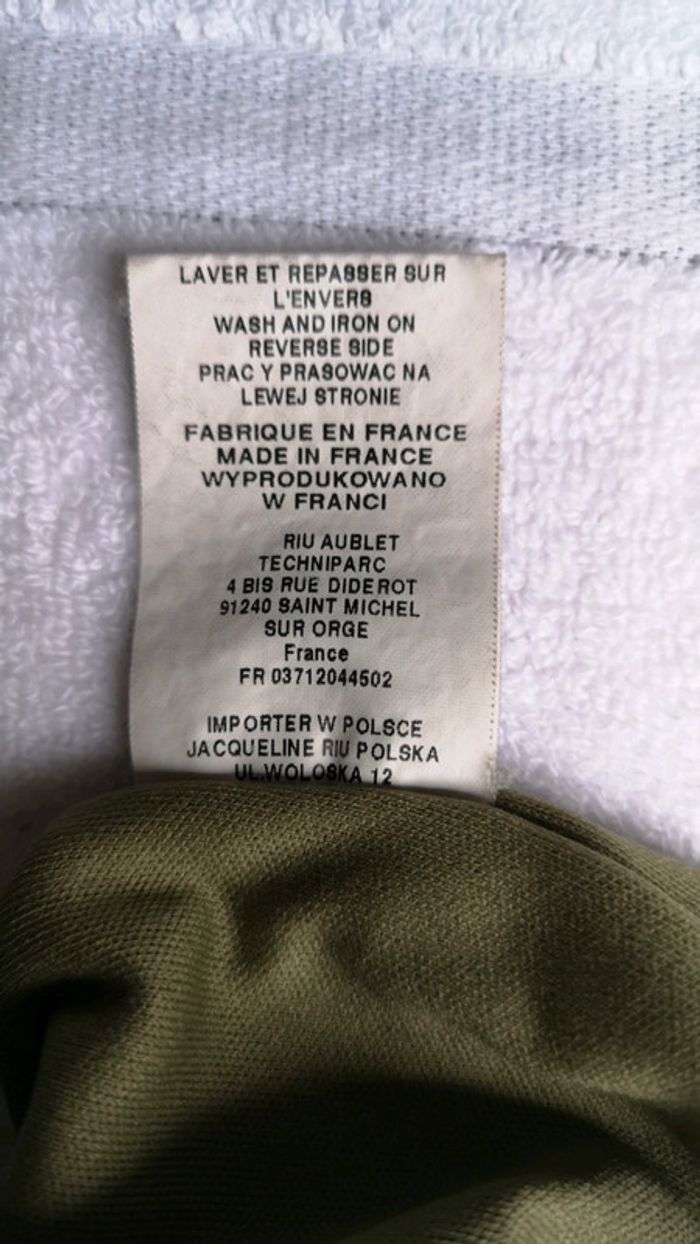 LAVER ET REPASSER SUR
L'ENVERS
WASH AND IRON ON
REVERSE SIDE
PRAC Y PRASOWAC NA
LEWEJ STRONIE
FABRIQUE EN FRANCE
MADE IN FRANCE
WYPRODUKOWANO
W FRANCI
RIU AUBLET
TECHNIPARC
4 BIS RUE DIDEROT
91240 SAINT MICHEL
SUR ORGE
France
FR 03712044502
IMPORTER W POLSCE
JACQUELINE RIU POLSKA
UL.WOLOSKA 12